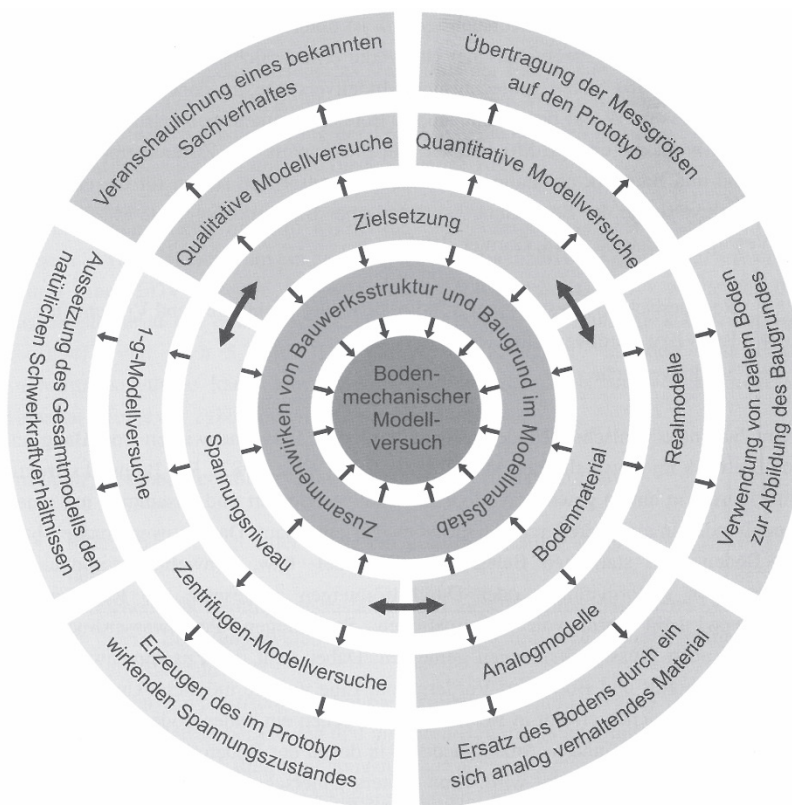 Veranschaulichung eines bekannten
Sachverhaltes
Übertragung der Messgrößen
auf den Prototyp
Qualitative Modellversuche
Quantitative Modellversuche
Zielsetzung
Aussetzung des Gesamtmodells den
natürlichen Schwerkraftverhältnissen
1-g-Modellversuche
Spannungsniveau
Zusammenwirken von Bauwerksstruktur und Baugrund im Modellmaßstab
Boden-
mechanischer
Modell-
versuch
Bodenmaterial
Realmodelle
Verwendung von realem Boden
zur Abbildung des Baugrundes
Zentrifugen-Modellversuche
Erzeugen des im Prototyp
wirkenden Spannungszustandes
Analogmodelle
Ersatz des Bodens durch ein
sich analog verhaltendes Material